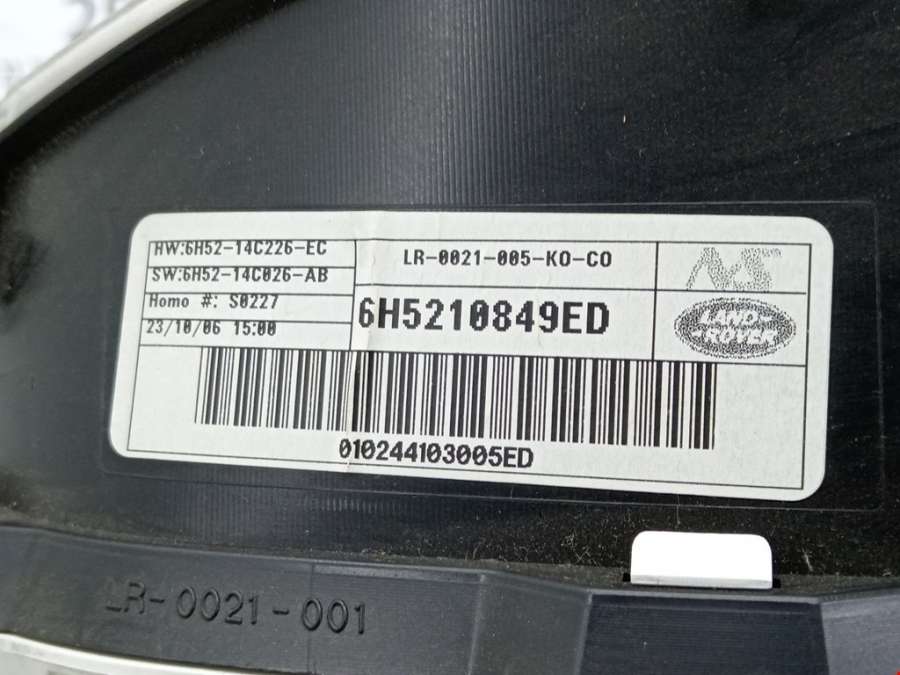 HW:6H52-14C226-EC
SW:6H52-14C026-AB
Homo #: S0227
23/10/06 15:00
LR-0021-005-KO-CO
6H5210849ED
LAND-
ROVER
010244103005ED
LR-0021-001